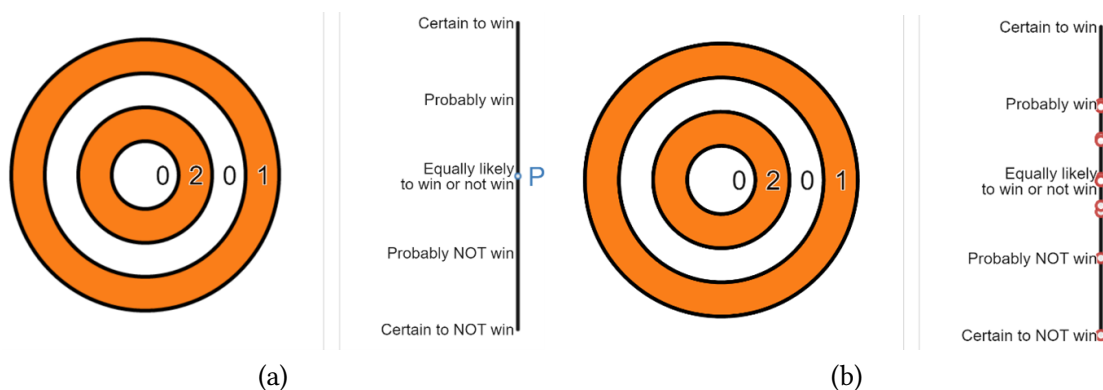 Certain to win
Probably win
0 2 0 1
Equally likely
to win or not win
P
Probably NOT win
Certain to NOT win
(a)
Certain to win
Probably win
0 2 0 1
Equally likely
to win or not win
Probably NOT win
Certain to NOT win
(b)